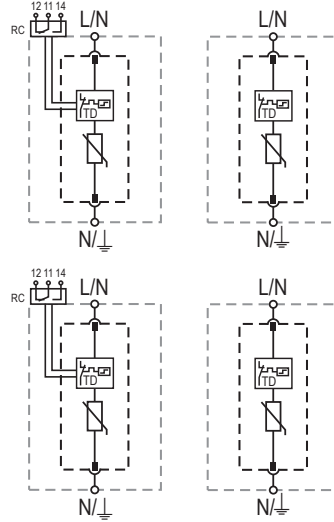 12 11 14
L/N
L/N
RC
TD
TD
N/⏚
N/⏚
12 11 14
L/N
L/N
RC
TD
TD
N/⏚
N/⏚